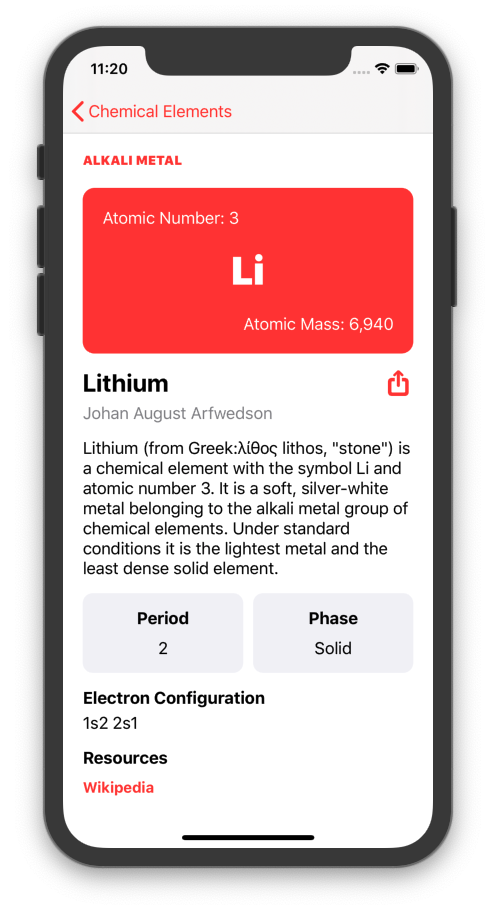 11:20
Chemical Elements
ALKALI METAL
Atomic Number: 3
Li
Atomic Mass: 6,940
Lithium
Johan August Arfwedson
Lithium (from Greek:λίθος lithos, "stone") is
a chemical element with the symbol Li and
atomic number 3. It is a soft, silver-white
metal belonging to the alkali metal group of
chemical elements. Under standard
conditions it is the lightest metal and the
least dense solid element.
Period
2
Phase
Solid
Electron Configuration
1s2 2s1
Resources
Wikipedia